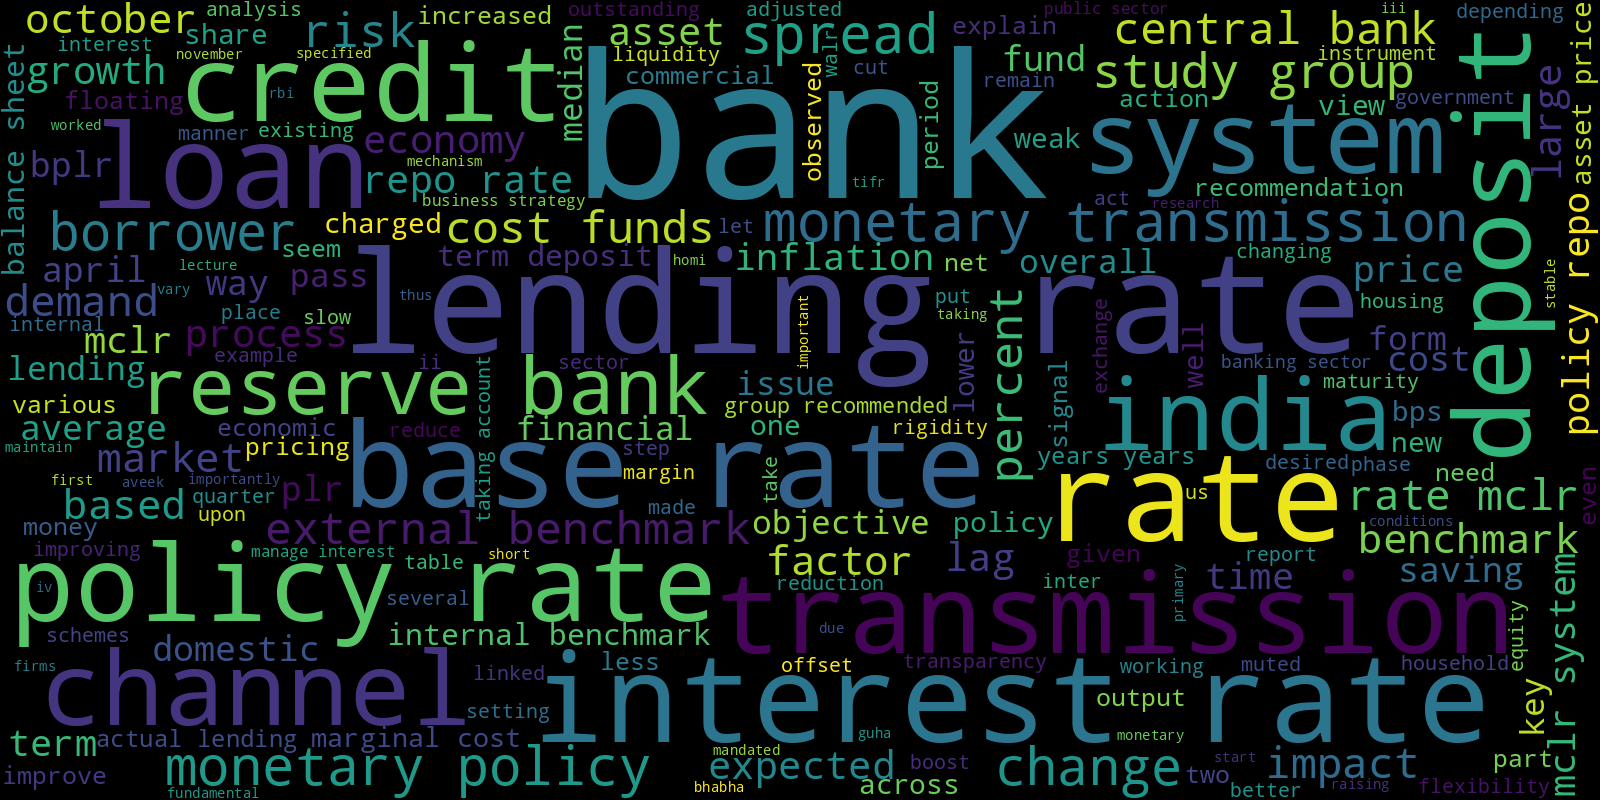 october
analysis
share
risk
increased
outstanding
adjusted
explain
public sector
iii
depending
interest
november
specified
growth
credit
median
asset
liquidity
spread
walr
central bank
instrument
fund
study group
asset price
balance sheet
floating
rbi
commercial
cut
remain
action
view
government
large
deposit
worked
manner
existing
economy
bank
observed
period
weak
system
loan
bplr
mechanism
repo rate
business strategy
tifr
recommendation
act
research
borrower
charged
cost funds
let
monetary transmission
seem
term deposit
homi
inflation
net
overall
changing
price
policy repo
stable
april
lecture
way
pass
demand
vary
thus
lending rate
important
put
taking
percent
exchange
housing
internal
place
slow
mclr
process
example
ii
sector
lower
well
form
cost
banking sector
lending
reserve bank
issue
signal
maturity
various
group recommended
india
bps
average
economic
reduce
taking account
financial
one
rigidity
new
maintain
market
pricing
base rate
step
margin
take
years years
desired
phase
need
first
aveek
importantly
quarter
plr
made
rate
us
rate mclr
even
based
upon
money
external benchmark
objective
policy
conditions
benchmark
improving
manage interest
table
short
factor
lag
given
report
iv
policy rate
several
reduction
inter
time
saving
transmission
primary
schemes
internal benchmark
due
equity
mclr system
firms
domestic
linked
less
offset
transparency
working
muted
household
channel
setting
interest rate
output
key
term
actual lending
marginal cost
guha
monetary
improve
monetary policy
mandated
expected
boost
change
start
two
impact
part
fundamental
bhabha
across
better
raising
flexibility